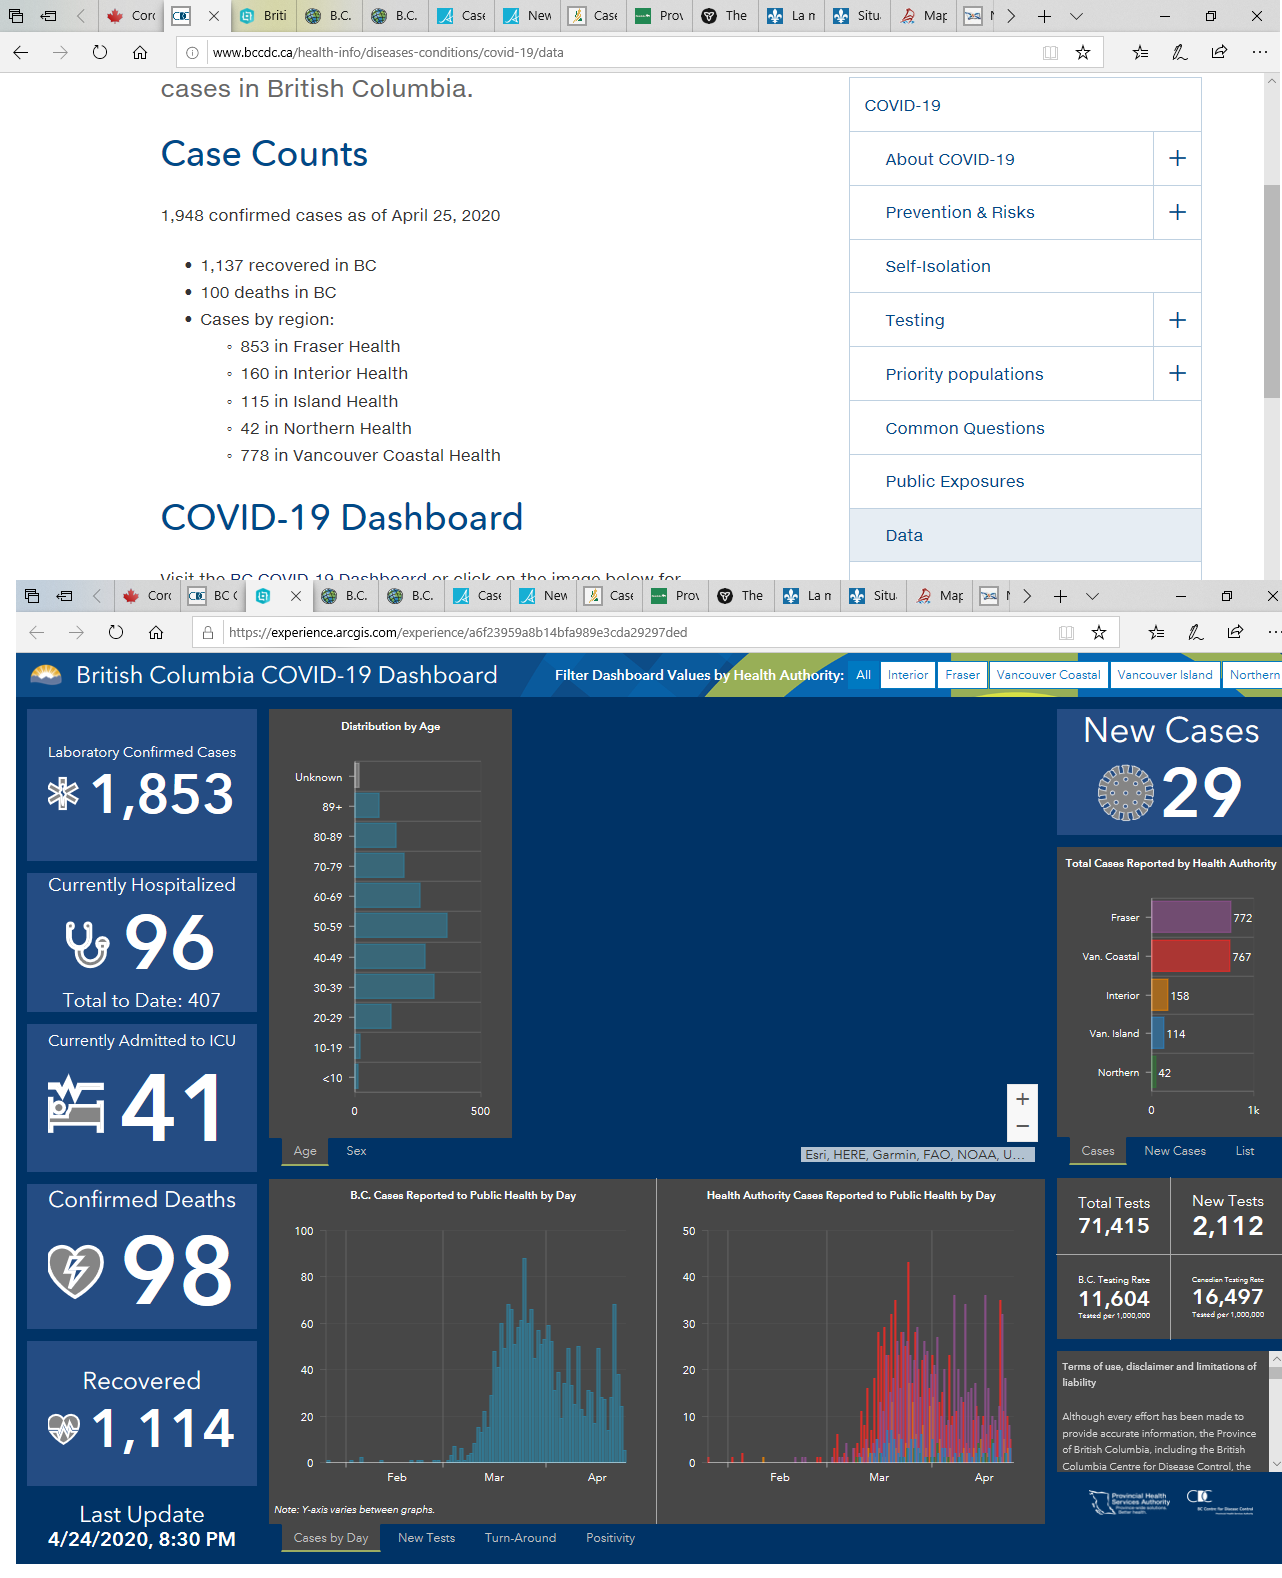 Corc
Briti
B.C.
B.C.
Case
New
Case
Prov
The
La m
Situ
Map
www.bccdc.ca/health-info/diseases-conditions/covid-19/data
cases in British Columbia.
Case Counts
1,948 confirmed cases as of April 25, 2020
• 1,137 recovered in BC
• 100 deaths in BC
• Cases by region:
◦ 853 in Fraser Health
◦ 160 in Interior Health
◦ 115 in Island Health
◦ 42 in Northern Health
◦ 778 in Vancouver Coastal Health
COVID-19 Dashboard
Visit the BC COVID-19 Dashboard or click on the image below for
COVID-19
About COVID-19 +
Prevention & Risks +
Self-Isolation
Testing +
Priority populations +
Common Questions
Public Exposures
Data
Corc
BC C
B.C.
B.C.
Case
New
Case
Prov
The
La m
Situ
Map
https://experience.arcgis.com/experience/a6f23959a8b14bfa989e3cda29297ded
British Columbia COVID-19 Dashboard
Filter Dashboard Values by Health Authority: All Interior Fraser Vancouver Coastal Vancouver Island Northern
Laboratory Confirmed Cases
1,853
Currently Hospitalized
96
Total to Date: 407
Currently Admitted to ICU
41
Confirmed Deaths
98
Recovered
1,114
Last Update
4/24/2020, 8:30 PM
Distribution by Age
Unknown
89+
80-89
70-79
60-69
50-59
40-49
30-39
20-29
10-19
<10
0 500
Age Sex
+
−
Esri, HERE, Garmin, FAO, NOAA, U...
New Cases
29
Total Cases Reported by Health Authority
Fraser 772
Van. Coastal 767
Interior 158
Van. Island 114
Northern 42
0 1k
Cases New Cases List
B.C. Cases Reported to Public Health by Day
100
80
60
40
20
0
Feb Mar Apr
Note: Y-axis varies between graphs.
Cases by Day New Tests Turn-Around Positivity
Health Authority Cases Reported to Public Health by Day
50
40
30
20
10
0
Feb Mar Apr
Total Tests
71,415
New Tests
2,112
B.C. Testing Rate
11,604
Tested per 1,000,000
Canadian Testing Rate
16,497
Tested per 1,000,000
Terms of use, disclaimer and limitations of
liability
Although every effort has been made to
provide accurate information, the Province
of British Columbia, including the British
Columbia Centre for Disease Control, the
Provincial Health
Services Authority
Province-wide solutions.
Better health.
BC Centre for Disease Control